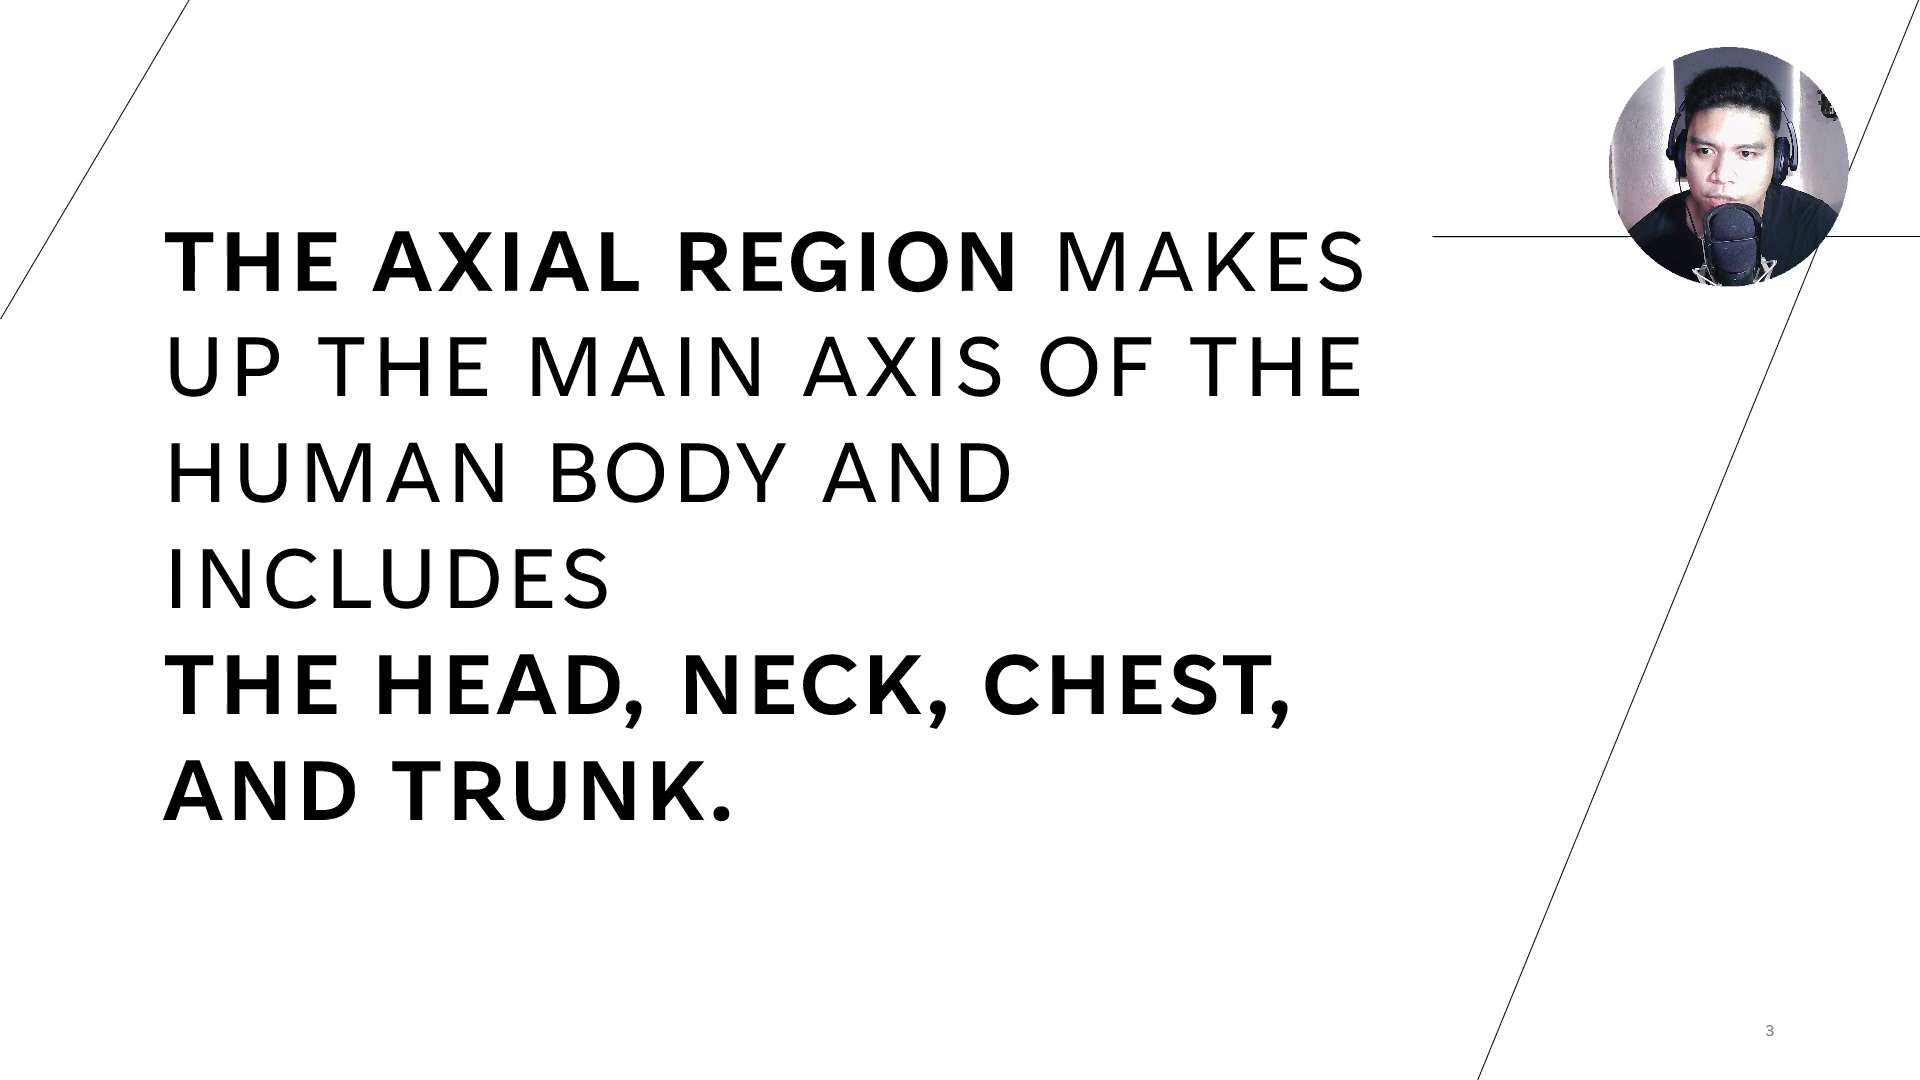 THE AXIAL REGION MAKES
UP THE MAIN AXIS OF THE
HUMAN BODY AND
INCLUDES
THE HEAD, NECK, CHEST,
AND TRUNK.
3